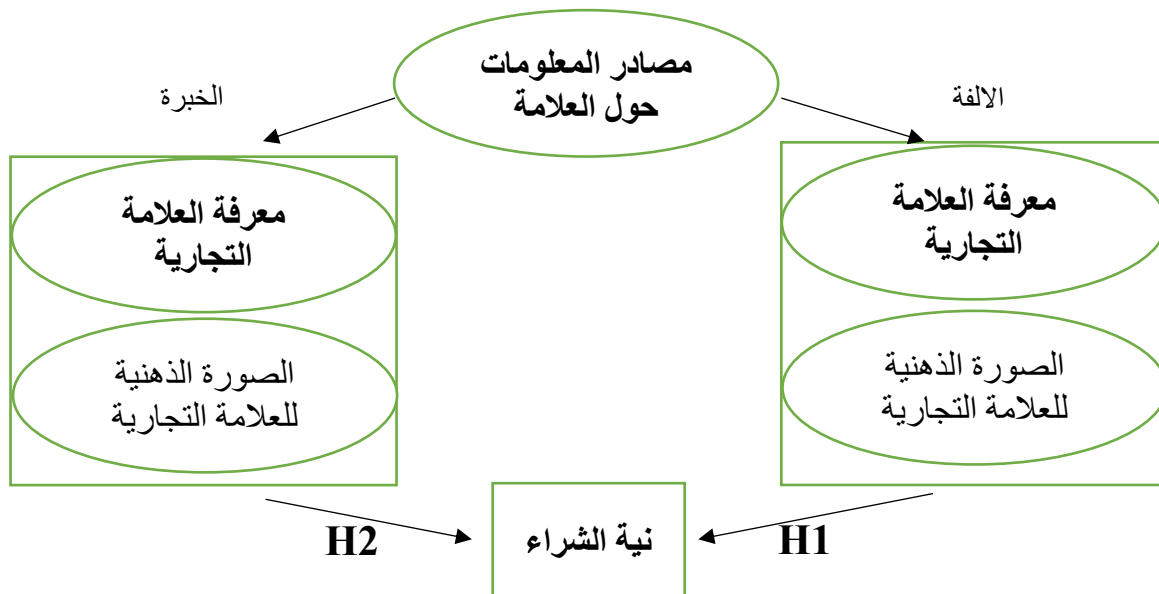 مصادر المعلومات
حول العلامة
الالفة
الخبرة
معرفة العلامة
التجارية
الصورة الذهنية
للعلامة التجارية
معرفة العلامة
التجارية
الصورة الذهنية
للعلامة التجارية
H1
نية الشراء
H2